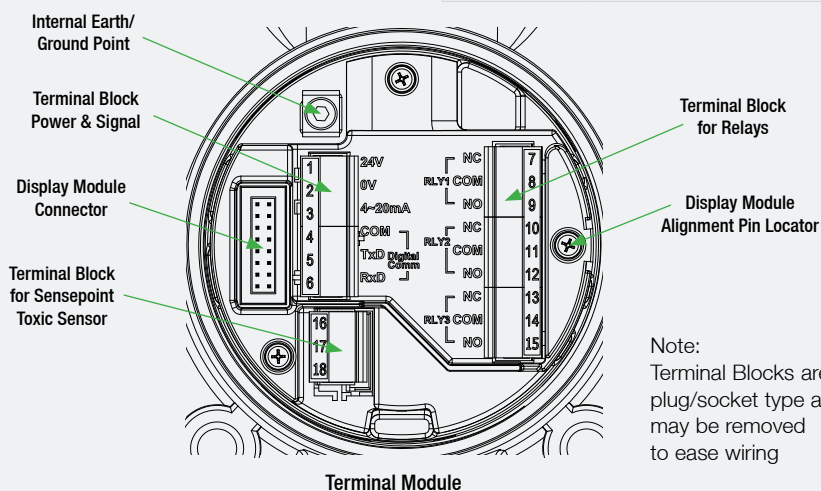 Internal Earth/
Ground Point
Terminal Block
Power & Signal
Display Module
Connector
Terminal Block
for Sensepoint
Toxic Sensor
1
2
3
4
5
6
24V
0V
4~20mA
COM
TxD
RxD
Digital
Comm
16
17
18
RLY1
NC
COM
NO
RLY2
NC
COM
NO
RLY3
NC
COM
NO
7
8
9
10
11
12
13
14
15
Terminal Block
for Relays
Display Module
Alignment Pin Locator
Note:
Terminal Blocks are
plug/socket type a
may be removed
to ease wiring
Terminal Module